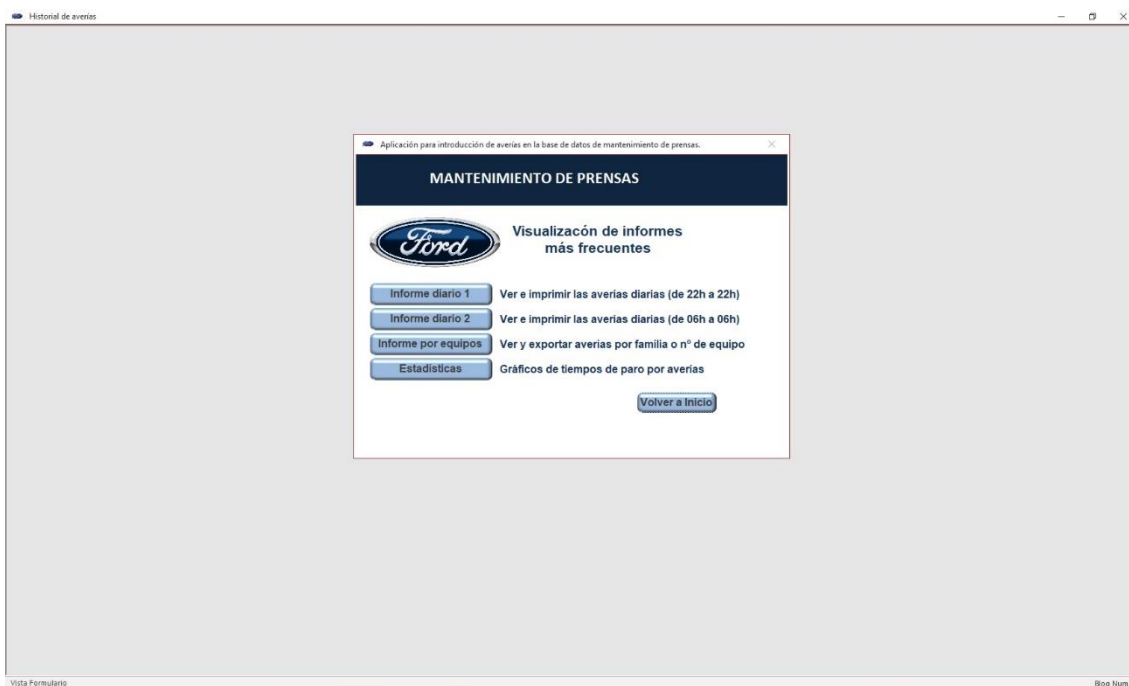 Historial de averías
Aplicación para introducción de averías en la base de datos de mantenimiento de prensas.
MANTENIMIENTO DE PRENSAS
Ford
Visualizacón de informes
más frecuentes
Informe diario 1 Ver e imprimir las averías diarias (de 22h a 22h)
Informe diario 2 Ver e imprimir las averías diarias (de 06h a 06h)
Informe por equipos Ver y exportar averias por familia o nº de equipo
Estadísticas Gráficos de tiempos de paro por averías
Volver a Inicio
Vista Formulario Bloq Num